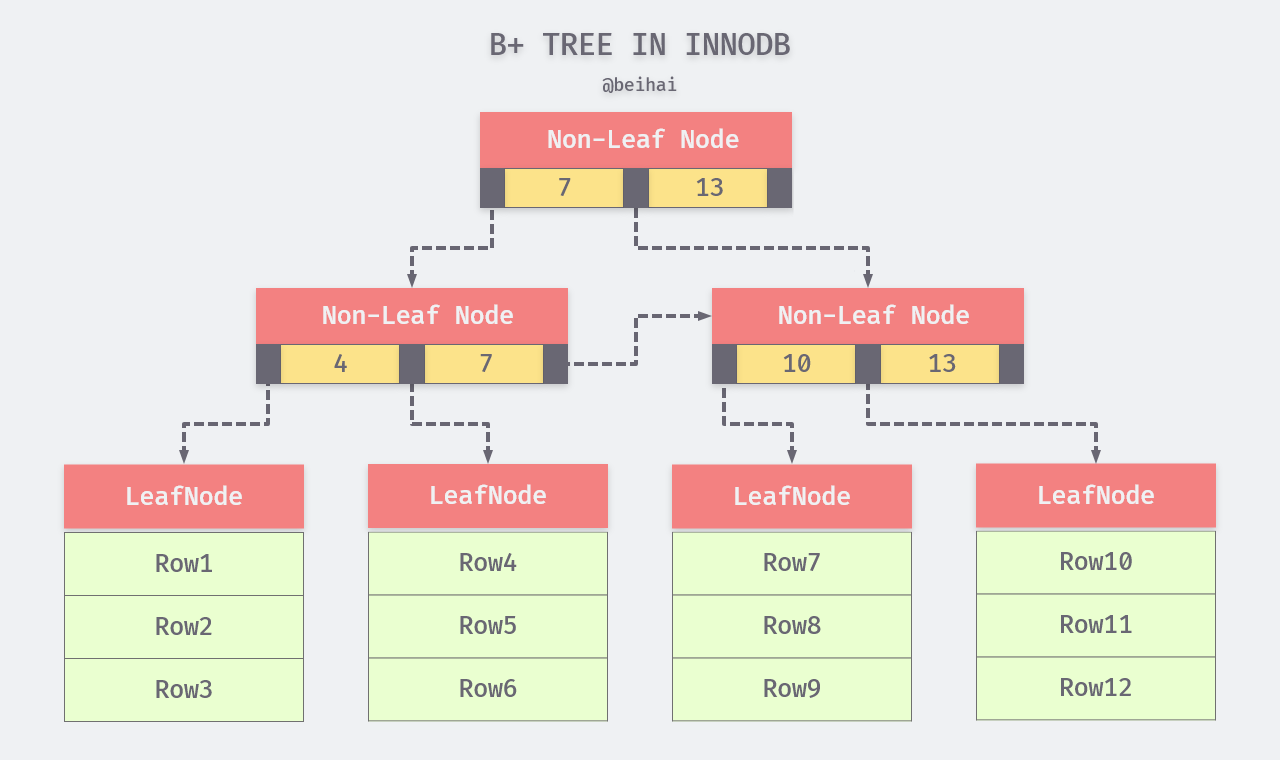 B+ TREE IN INNODB
@beihai
Non-Leaf Node
7 13
Non-Leaf Node
4 7
Non-Leaf Node
10 13
LeafNode
Row1
Row2
Row3
LeafNode
Row4
Row5
Row6
LeafNode
Row7
Row8
Row9
LeafNode
Row10
Row11
Row12